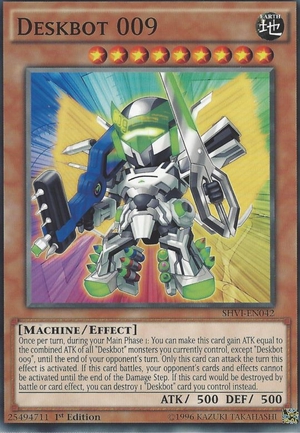 DESKBOT 009
EARTH
地
SHVI-EN042
[MACHINE/EFFECT]
Once per turn, during your Main Phase 1: You can make this card gain ATK equal to
the combined ATK of all "Deskbot" monsters you currently control, except "Deskbot
009", until the end of your opponent's turn. Only this card can attack the turn this
effect is activated. If this card battles, your opponent's cards and effects cannot
be activated until the end of the Damage Step. If this card would be destroyed by
battle or card effect, you can destroy 1 "Deskbot" card you control instead.
ATK/ 500 DEF/ 500
25494711 1st Edition ©1996 KAZUKI TAKAHASHI